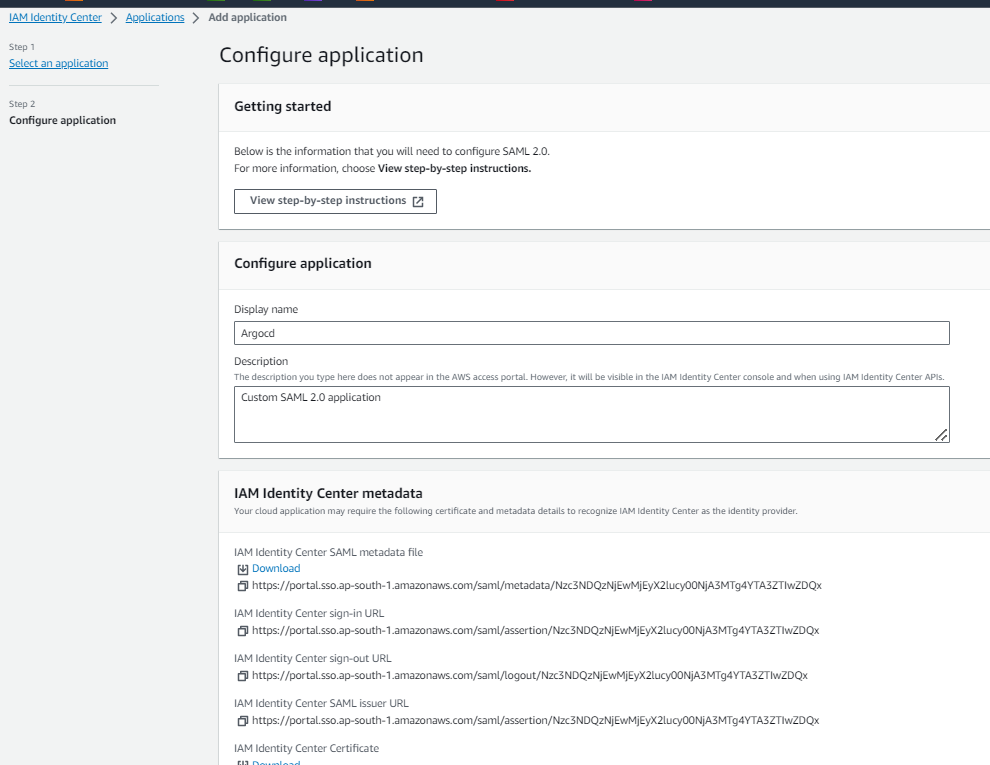 IAM Identity Center > Applications > Add application
Step 1
Select an application
Step 2
Configure application
Configure application
Getting started
Below is the information that you will need to configure SAML 2.0.
For more information, choose View step-by-step instructions.
View step-by-step instructions
Configure application
Display name
Argocd
Description
The description you type here does not appear in the AWS access portal. However, it will be visible in the IAM Identity Center console and when using IAM Identity Center APIs.
Custom SAML 2.0 application
IAM Identity Center metadata
Your cloud application may require the following certificate and metadata details to recognize IAM Identity Center as the identity provider.
IAM Identity Center SAML metadata file
Download
https://portal.sso.ap-south-1.amazonaws.com/saml/metadata/Nzc3NDQzNjEwMjEyX2lucy00NjA3MTg4YTA3ZTIwZDQx
IAM Identity Center sign-in URL
https://portal.sso.ap-south-1.amazonaws.com/saml/assertion/Nzc3NDQzNjEwMjEyX2lucy00NjA3MTg4YTA3ZTIwZDQx
IAM Identity Center sign-out URL
https://portal.sso.ap-south-1.amazonaws.com/saml/logout/Nzc3NDQzNjEwMjEyX2lucy00NjA3MTg4YTA3ZTIwZDQx
IAM Identity Center SAML issuer URL
https://portal.sso.ap-south-1.amazonaws.com/saml/assertion/Nzc3NDQzNjEwMjEyX2lucy00NjA3MTg4YTA3ZTIwZDQx
IAM Identity Center Certificate
Download